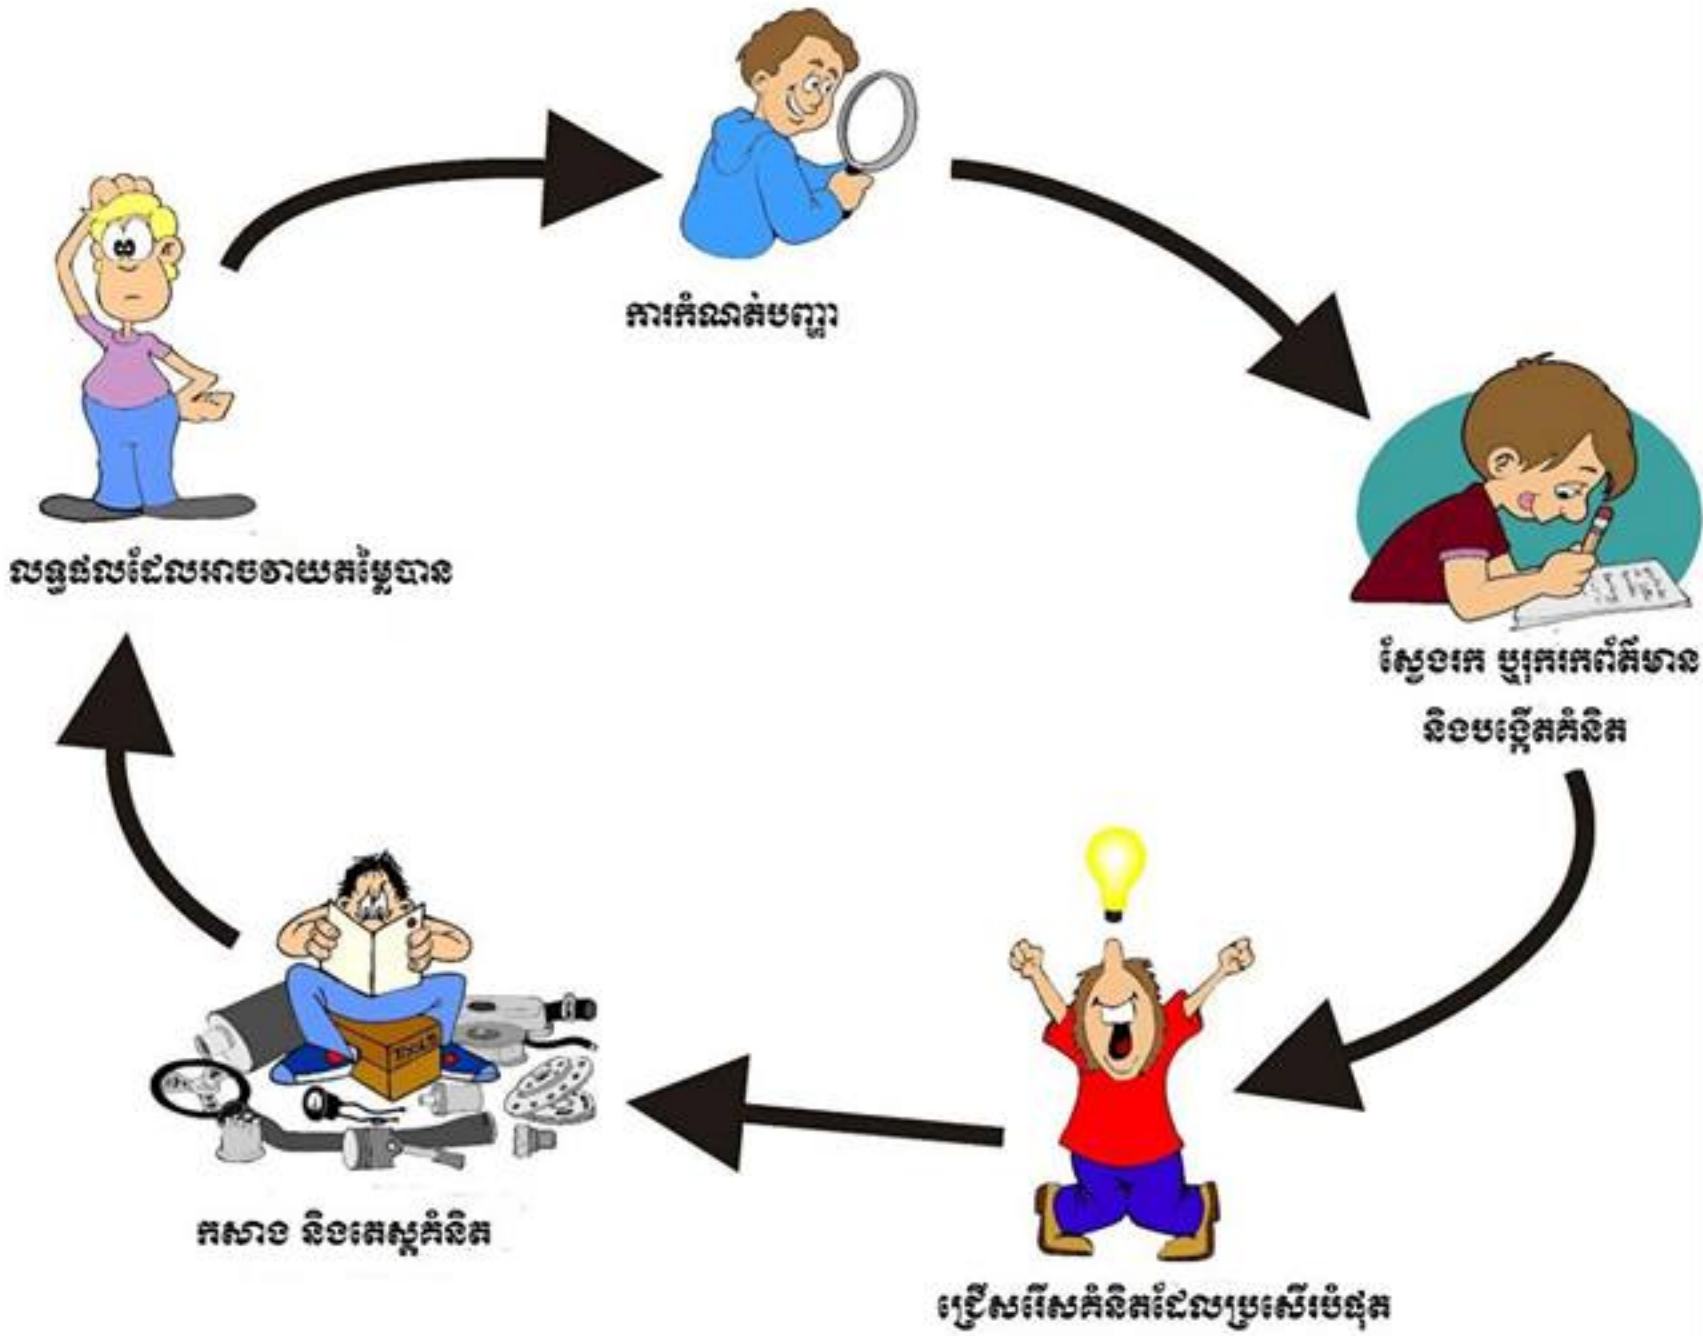 ការកំណត់បញ្ហា
ស្វែងរក ឬរុករកព័ត៌មាន
និងបង្កើតគំនិត
ជ្រើសរើសគំនិតដែលប្រសើរបំផុត
កសាង និងតេស្តគំនិត
លទ្ធផលដែលអាចវាយតម្លៃបាន